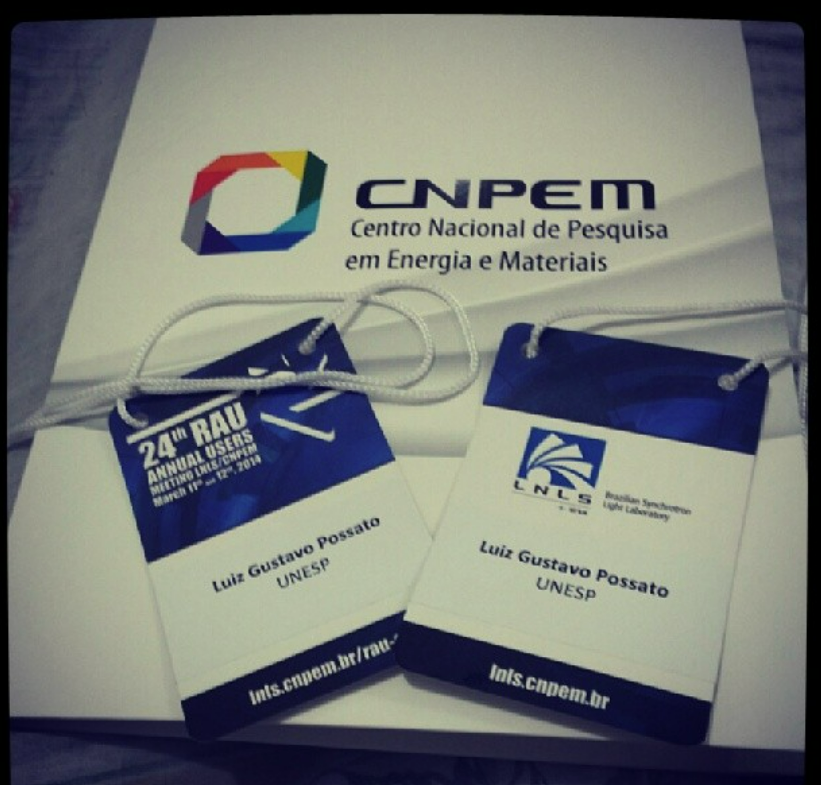 CNPEM
Centro Nacional de Pesquisa
em Energia e Materiais
24th RAU
ANNUAL USERS
MEETING LNLS/CNPEM
March 11th and 12th, 2014
Luiz Gustavo Possato
UNESP
lnls.cnpem.br/rau-
LNLS
Brazilian Synchrotron
Light Laboratory
Luiz Gustavo Possato
UNESP
lnls.cnpem.br